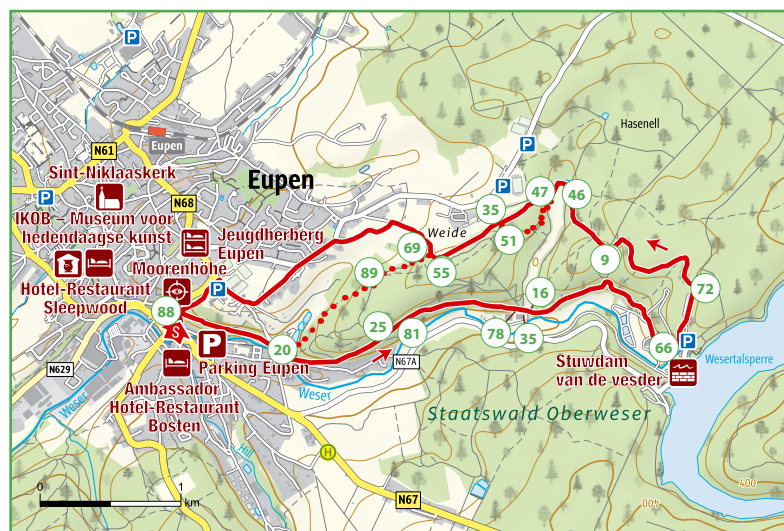 P
N61
Eupen
Hasenell
P
Sint-Niklaaskerk
P
N68
Eupen
P
47
46
IKOB – Museum voor
hedendaagse kunst
35
Jeugdherberg
Eupen
Weide
69
51
9
Moorenhöhe
89
55
Hotel-Restaurant
Sleepwood
P
72
16
88
S
25
81
78
35
66
P
P
Parking Eupen
20
N67A
Wesertalsperre
N629
Stuwdam
van de vesder
Weser
Weser
Ambassador
Hotel-Restaurant
Bosten
Staatswald Oberweser
Hill
H
400
400
0
1
km
N67